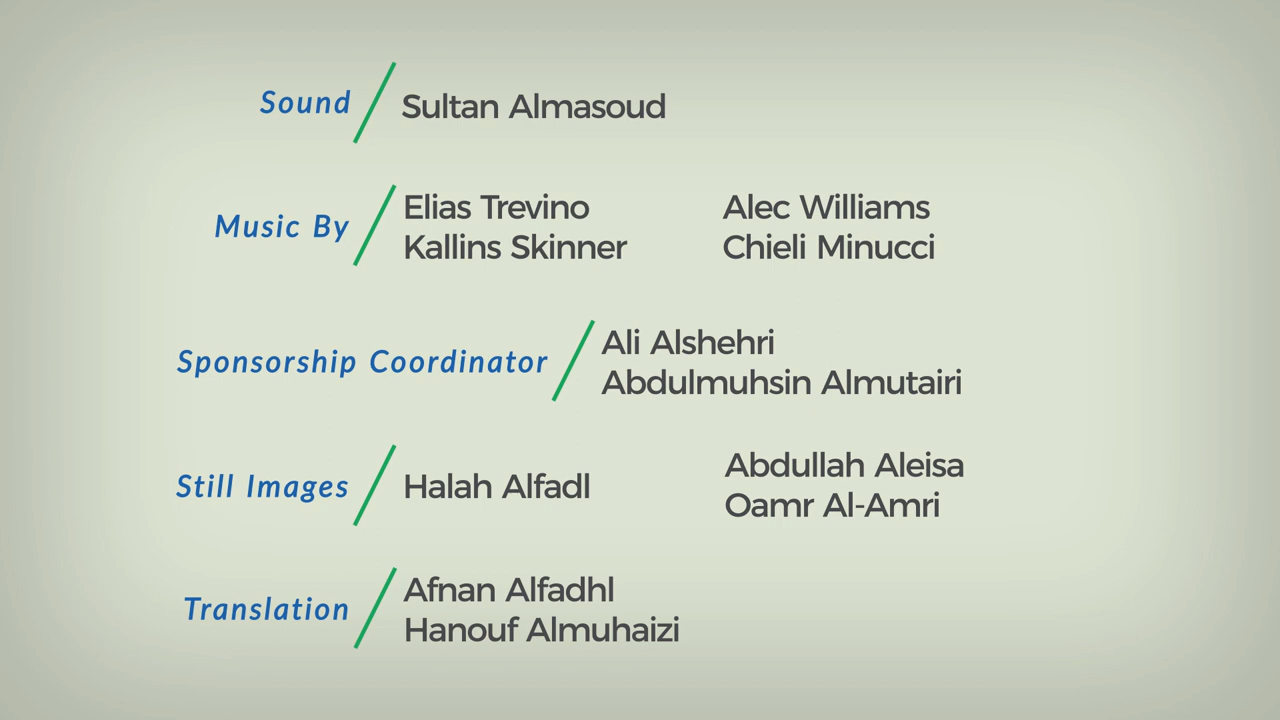 Sound
Sultan Almasoud
Music By
Elias Trevino
Kallins Skinner
Alec Williams
Chieli Minucci
Sponsorship Coordinator
Ali Alshehri
Abdulmuhsin Almutairi
Still Images
Halah Alfadl
Abdullah Aleisa
Oamr Al-Amri
Translation
Afnan Alfadhl
Hanouf Almuhaizi